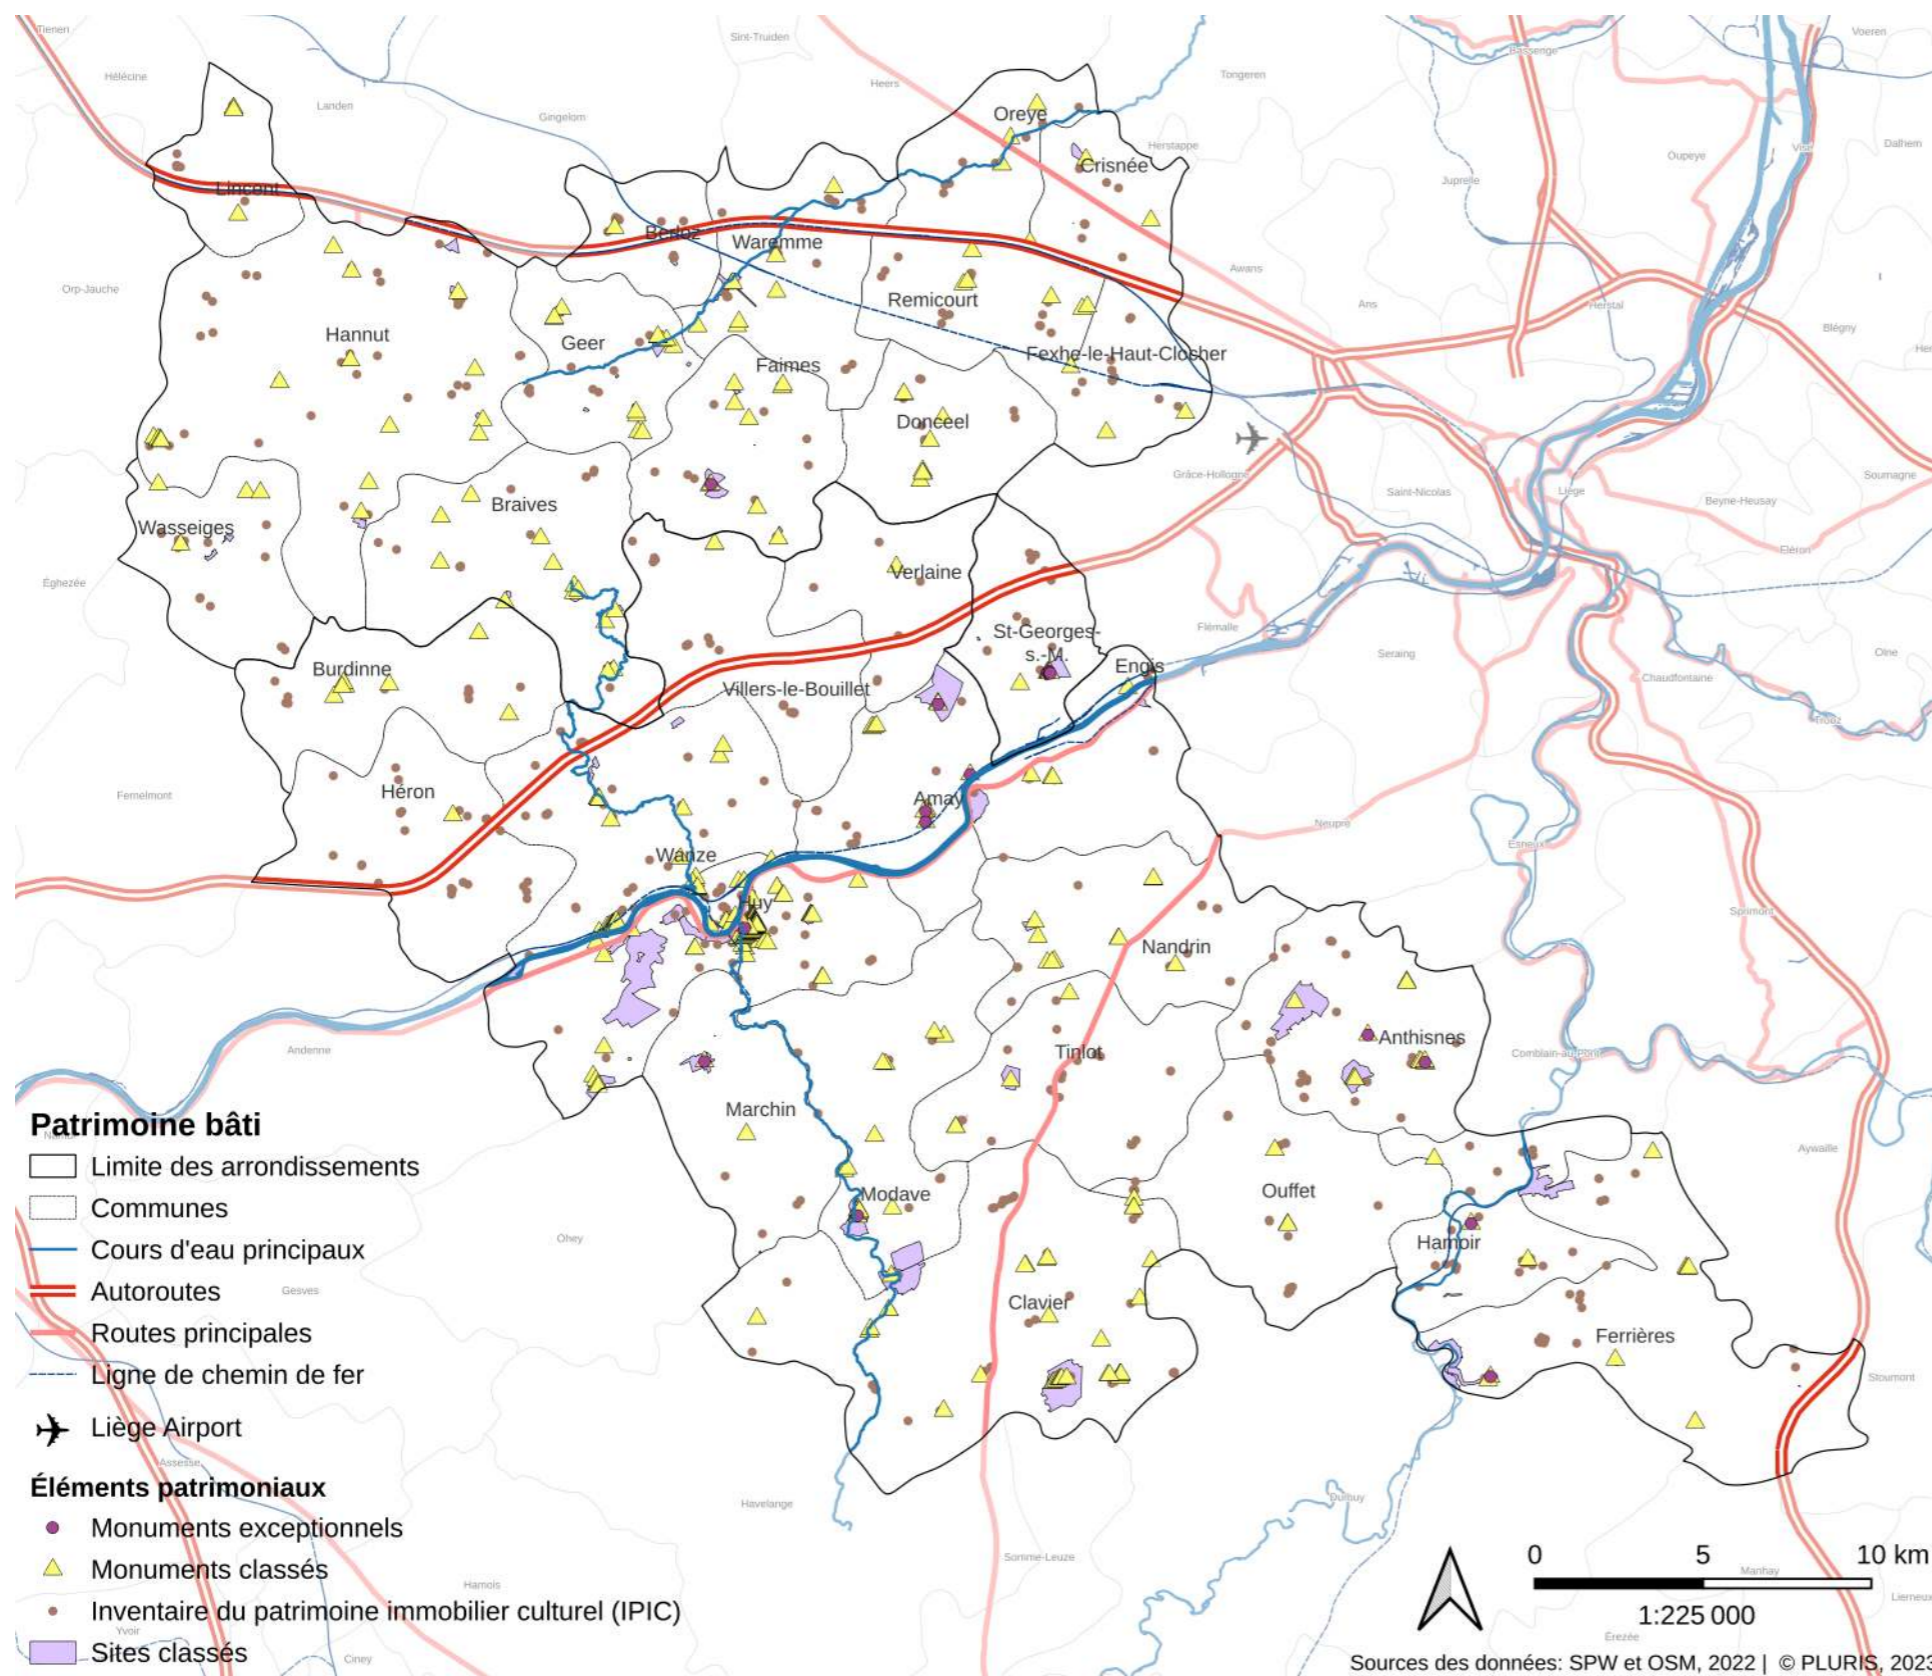 Tienen
Sint-Truiden
Voeren
Bassenge
Hélécine
Heers
Tongeren
Landen
Gingelom
Oreye
Herstappe
Crisnée
Visé
Dalhem
Oupeye
Juprelle
Lincent
Berloz
Waremme
Awans
Orp-Jauche
Ans
Herstal
Remicourt
Blégny
Hannut
Geer
Fexhe-le-Haut-Clocher
Faimes
Donceel
Grâce-Hollogne
Soumagne
Saint-Nicolas
Liège
Beyne-Heusay
Braives
Wasseiges
Fléron
Verlaine
Éghezée
Flémalle
St-Georges-
s.-M.
Seraing
Olne
Engis
Burdinne
Chaudfontaine
Villers-le-Bouillet
Trooz
Héron
Fernelmont
Amay
Neupré
Esneux
Wanze
Huy
Sprimont
Nandrin
Anthisnes
Andenne
Tinlot
Comblain-au-Pont
Marchin
Patrimoine bâti
Aywaille
Limite des arrondissements
Modave
Ouffet
Communes
Ohey
Hamoir
Cours d'eau principaux
Autoroutes
Gesves
Clavier
Routes principales
Ferrières
Ligne de chemin de fer
Stoumont
Liège Airport
Assesse
Éléments patrimoniaux
Durbuy
Havelange
Monuments exceptionnels
Somme-Leuze
0 5 10 km
Monuments classés
Manhay
Hamois
Lierneux
Inventaire du patrimoine immobilier culturel (IPIC)
1:225 000
Yvoir
Érezée
Sites classés
Ciney
Sources des données: SPW et OSM, 2022 | © PLURIS, 2023